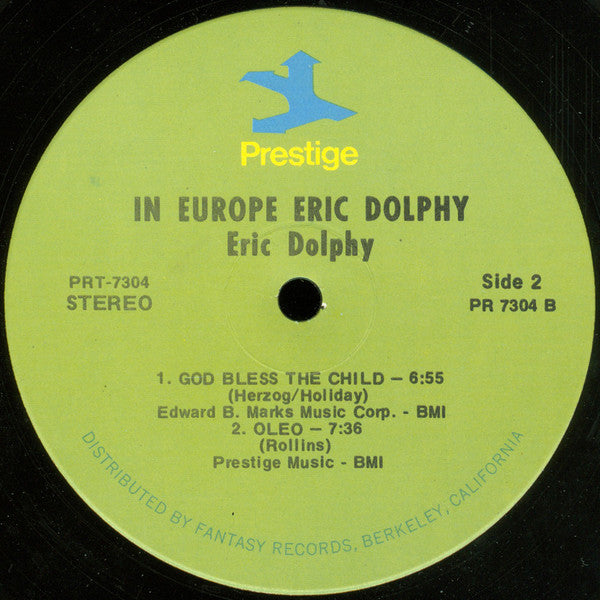 Prestige
IN EUROPE ERIC DOLPHY
Eric Dolphy
PRT-7304
STEREO
Side 2
PR 7304 B
1. GOD BLESS THE CHILD – 6:55
(Herzog/Holiday)
Edward B. Marks Music Corp. - BMI
2. OLEO – 7:36
(Rollins)
Prestige Music - BMI
DISTRIBUTED BY FANTASY RECORDS, BERKELEY, CALIFORNIA